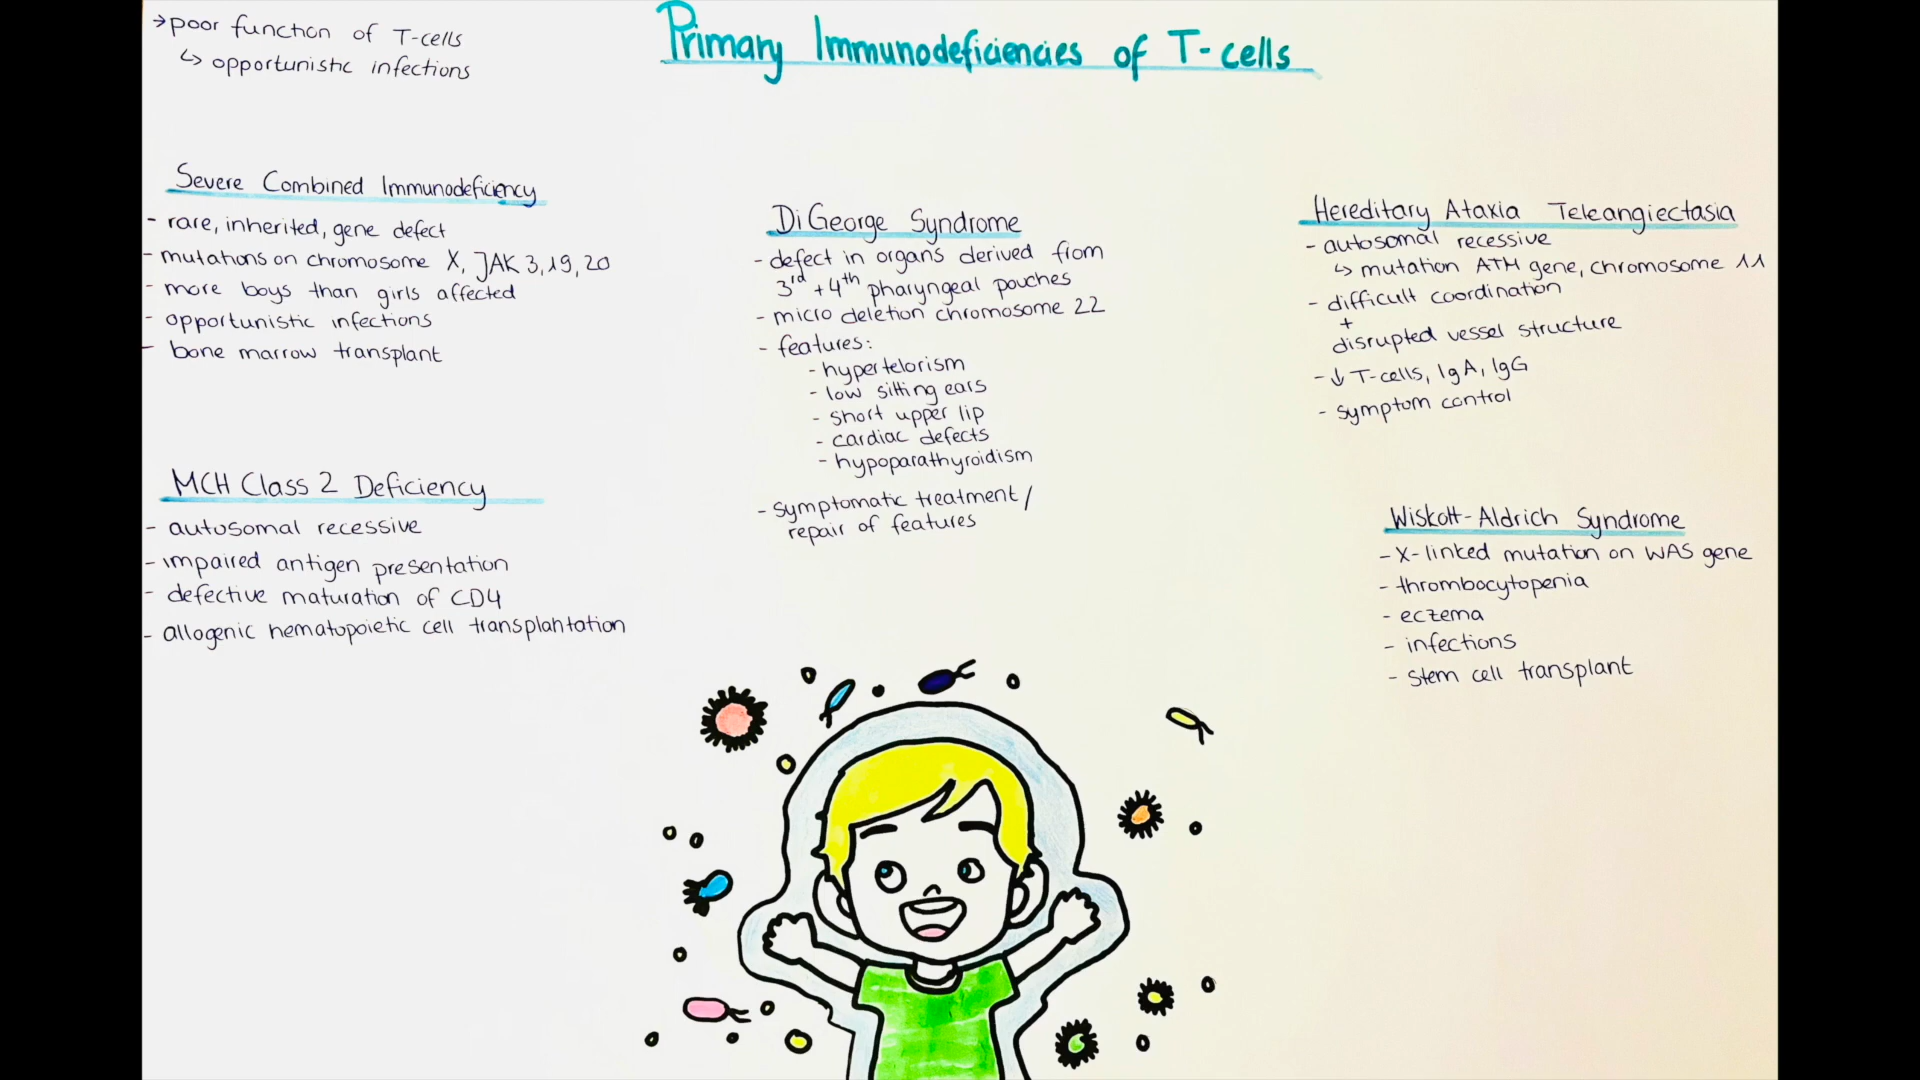 Primary Immunodeficiencies of T-cells
→ poor function of T-cells
↳ opportunistic infections
Severe Combined Immunodeficiency
- rare, inherited, gene defect
- mutations on chromosome X, JAK 3, 19, 20
- more boys than girls affected
- opportunistic infections
- bone marrow transplant
MCH Class 2 Deficiency
- autosomal recessive
- impaired antigen presentation
- defective maturation of CD4
- allogenic hematopoietic cell transplantation
DiGeorge Syndrome
- defect in organs derived from
3rd + 4th pharyngeal pouches
- micro deletion chromosome 22
- features:
- hypertelorism
- low sitting ears
- short upper lip
- cardiac defects
- hypoparathyroidism
- symptomatic treatment /
repair of features
Hereditary Ataxia Teleangiectasia
- autosomal recessive
↳ mutation ATM gene, chromosome 11
- difficult coordination
+
disrupted vessel structure
- ↓ T-cells, IgA, IgG
- symptom control
Wiskott-Aldrich Syndrome
- X-linked mutation on WAS gene
- thrombocytopenia
- eczema
- infections
- stem cell transplant